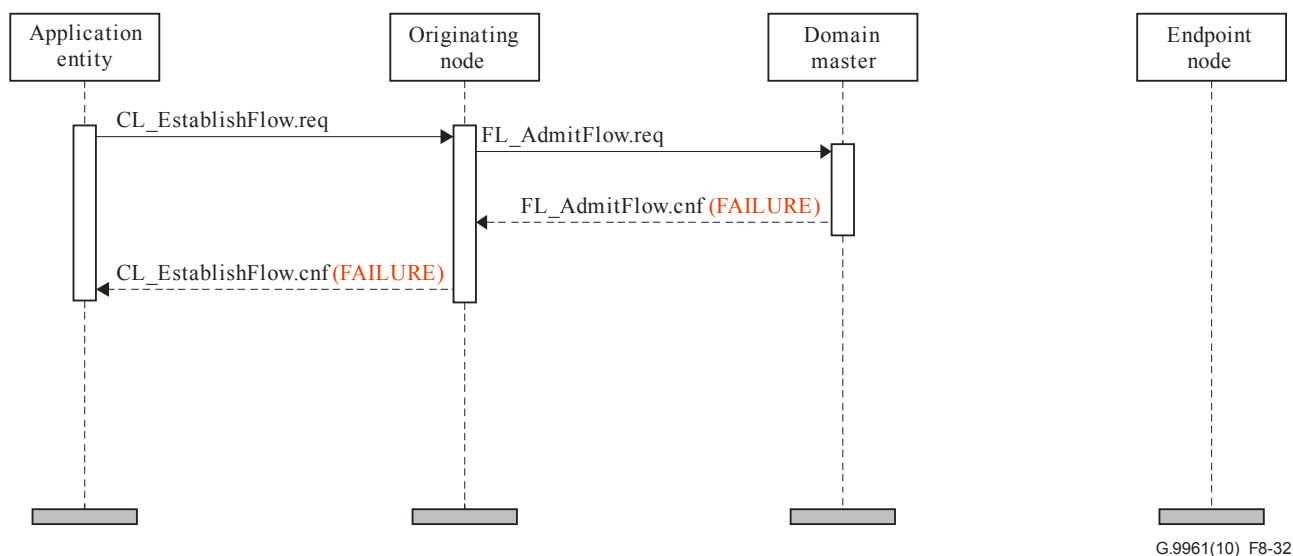 Application
entity
Originating
node
Domain
master
Endpoint
node
CL_EstablishFlow.req
FL_AdmitFlow.req
FL_AdmitFlow.cnf (FAILURE)
CL_EstablishFlow.cnf (FAILURE)
G.9961(10)_F8-32